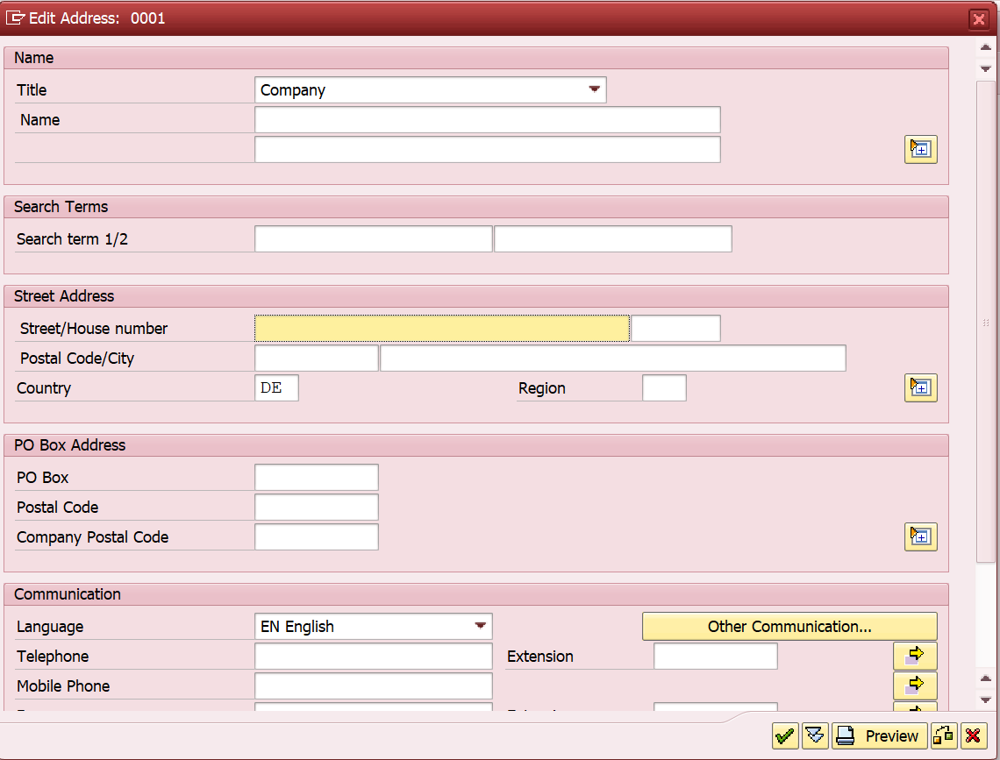 Edit Address: 0001
Name
Title Company
Name
Search Terms
Search term 1/2
Street Address
Street/House number
Postal Code/City
Country DE Region
PO Box Address
PO Box
Postal Code
Company Postal Code
Communication
Language EN English Other Communication...
Telephone Extension
Mobile Phone
Preview